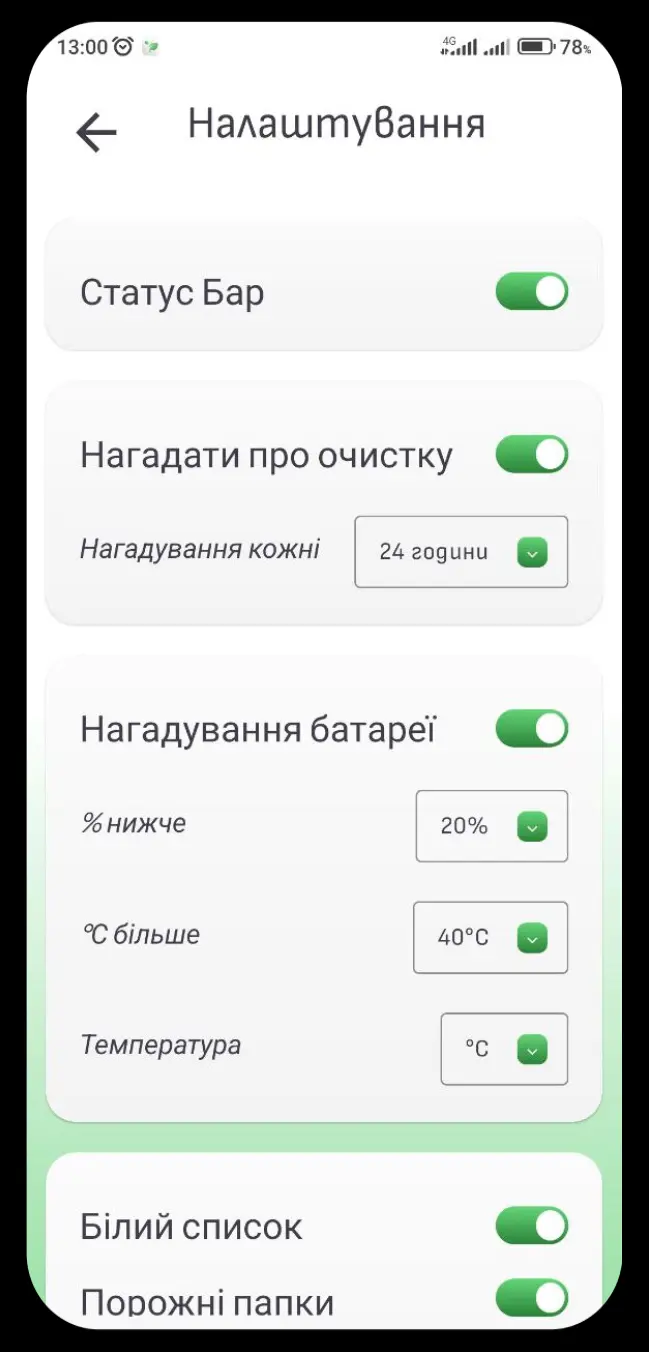 13:00
4G 78%
Налаштування
Статус Бар
Нагадати про очистку
Нагадування кожні 24 години
Нагадування батареї
% нижче 20%
°C більше 40°C
Температура °C
Білий список
Порожні папки